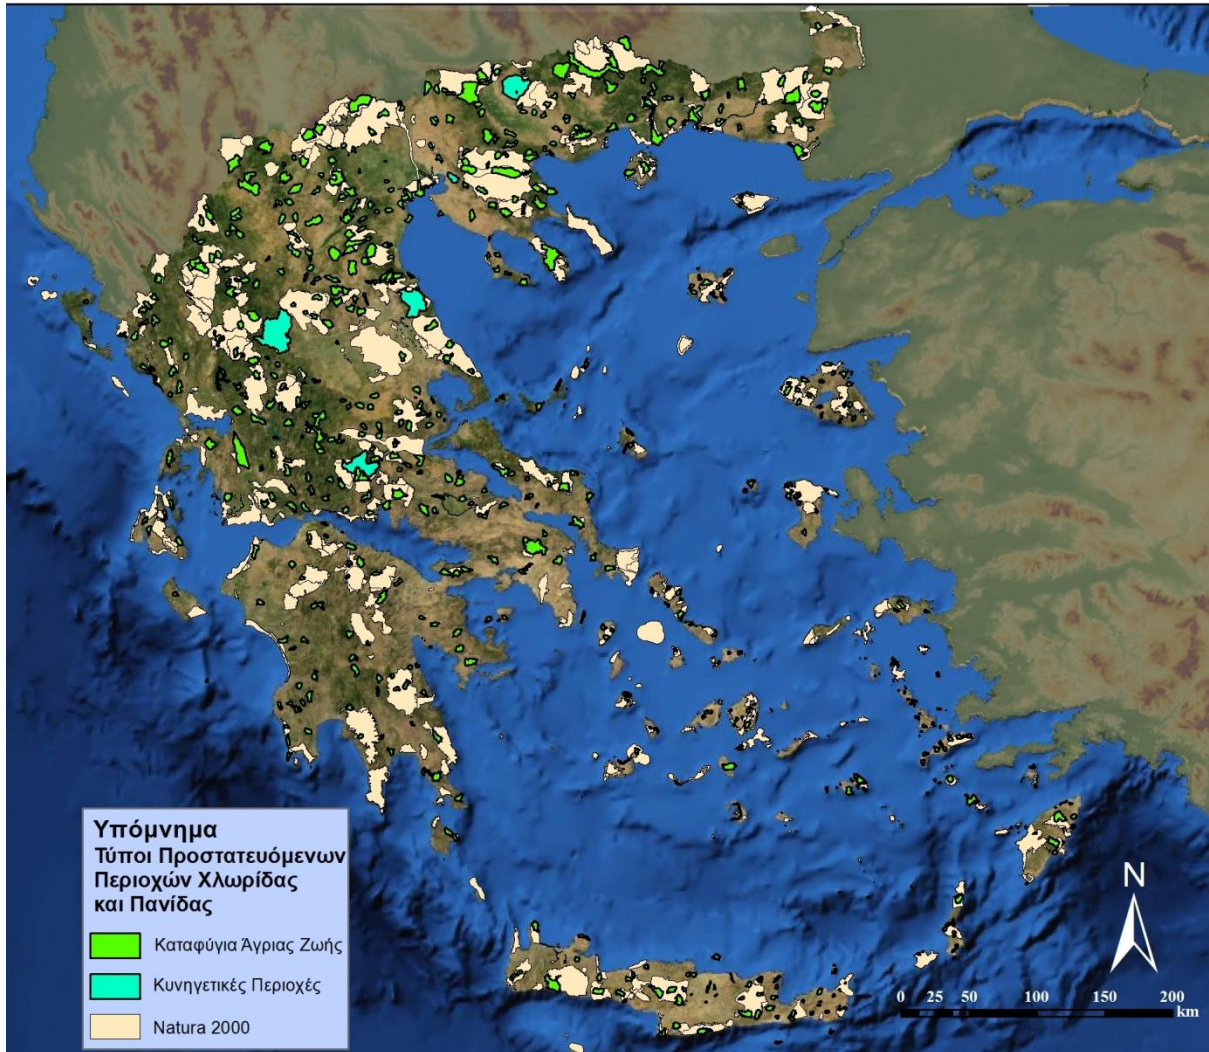 Υπόμνημα
Τύποι Προστατευόμενων
Περιοχών Χλωρίδας
και Πανίδας
Καταφύγια Άγριας Ζωής
Κυνηγετικές Περιοχές
Natura 2000
N
0 25 50 100 150 200
km